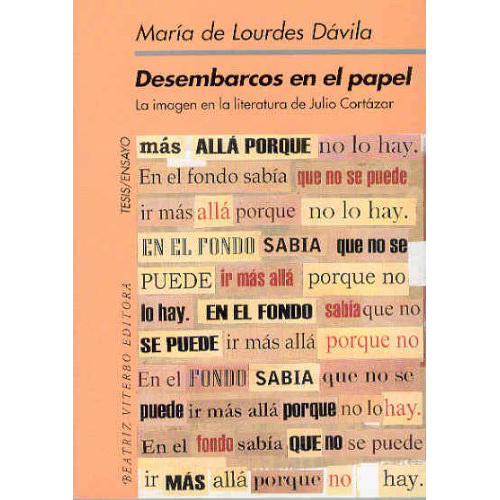 María de Lourdes Dávila
Desembarcos en el papel
La imagen en la literatura de Julio Cortázar
más ALLÁ PORQUE no lo hay.
En el fondo sabía que no se puede
ir más allá porque no lo hay.
EN EL FONDO SABIA que no se
PUEDE ir más allá porque no
lo hay. EN EL FONDO sabía que no
SE PUEDE ir más allá porque no
En el FONDO SABIA que no se
puede ir más allá porque no lo hay.
En el fondo sabía QUE NO se puede
ir MÁS allá porque no lo hay.
TESIS/ENSAYO
BEATRIZ VITERBO EDITORA